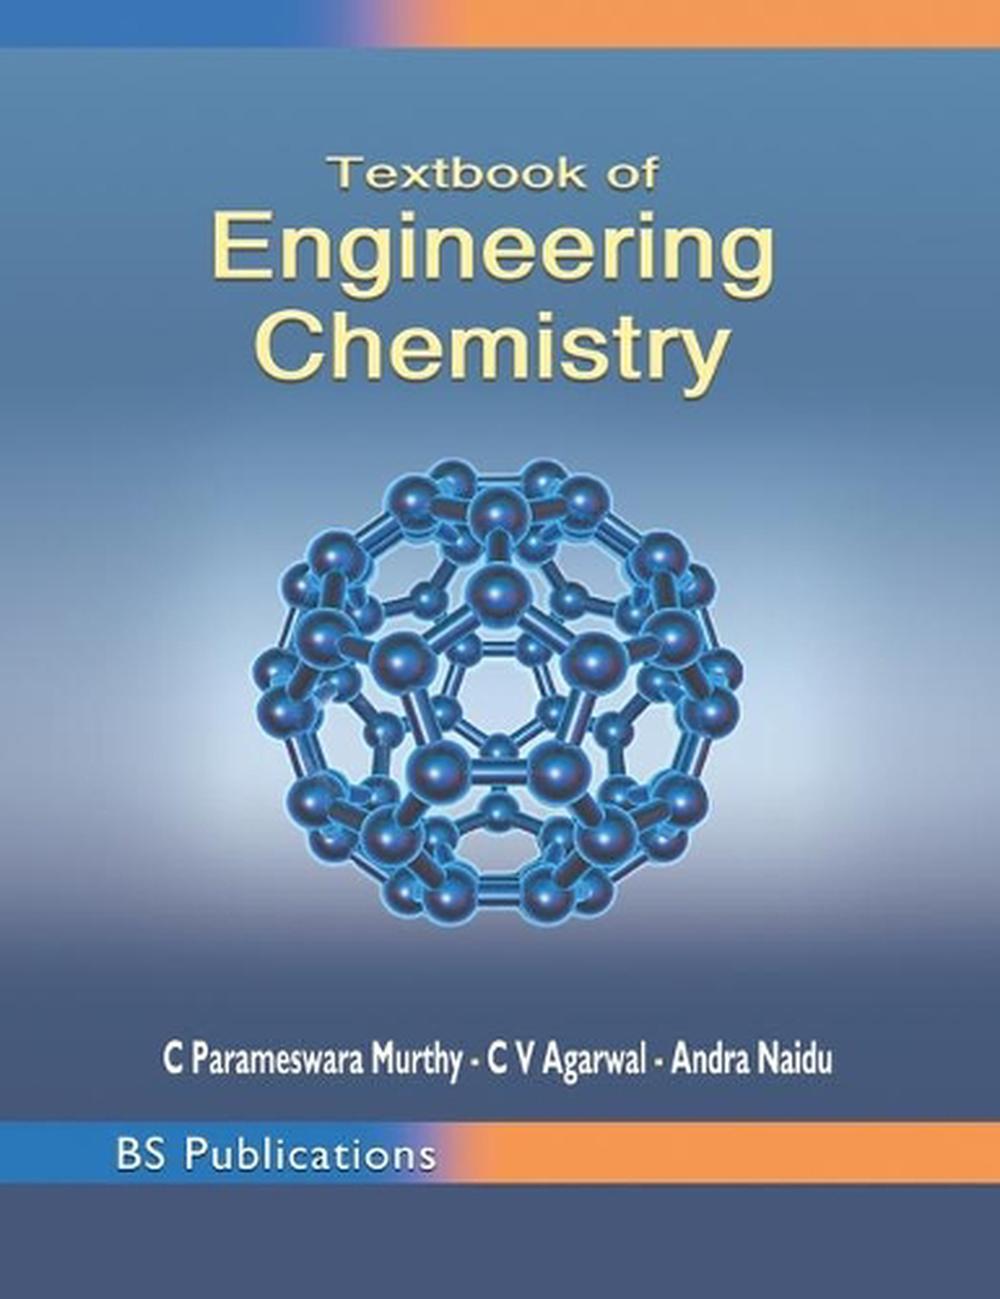 Textbook of
Engineering
Chemistry
C Parameswara Murthy - C V Agarwal - Andra Naidu
BS Publications